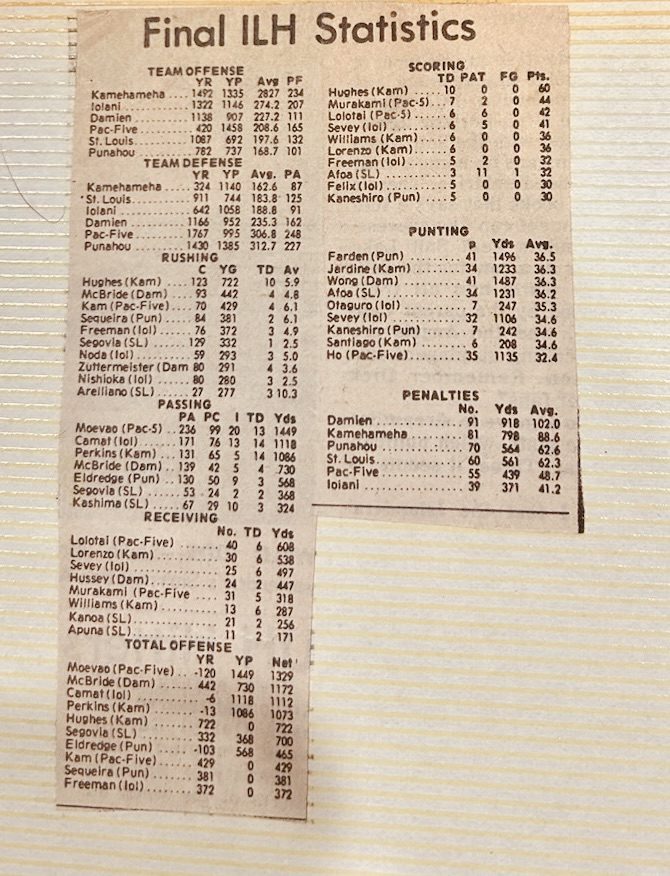 Final ILH Statistics
TEAM OFFENSE
YR YP Avg PF
Kamehameha .... 1492 1335 2827 234
Iolani ........... 1322 1146 274.2 207
Damien .......... 1138 907 227.2 111
Pac-Five ......... 420 1458 208.6 165
St. Louis ......... 1087 692 197.6 132
Punahou ......... 782 737 168.7 101
TEAM DEFENSE
YR YP Avg. PA
Kamehameha .... 324 1140 162.6 87
St. Louis ......... 911 744 183.8 125
Iolani ........... 642 1058 188.8 91
Damien .......... 1166 952 235.3 162
Pac-Five ......... 1767 995 306.8 248
Punahou ......... 1430 1385 312.7 227
RUSHING
C YG TD Av
Hughes (Kam) .... 123 722 10 5.9
McBride (Dam) ... 93 442 4 4.8
Kam (Pac-Five) .. 70 429 4 6.1
Sequeira (Pun) ... 84 381 2 6.1
Freeman (Iol) .... 76 372 3 4.9
Segovia (SL) ..... 129 332 1 2.5
Noda (Iol) ........ 59 293 3 5.0
Zuttermeister (Dam 80 291 4 3.6
Nishioka (Iol) .... 80 280 3 2.5
Arelliano (SL) .... 27 277 3 10.3
PASSING
PA PC I TD Yds
Moevao (Pac-5) .. 236 99 20 13 1449
Camat (Iol) ...... 171 76 13 14 1118
Perkins (Kam) ... 131 65 5 14 1086
McBride (Dam) .. 139 42 5 4 730
Eldredge (Pun) .. 130 50 9 3 568
Segovia (SL) ..... 53 24 2 2 368
Kashima (SL) .... 67 29 10 3 324
RECEIVING
No. TD Yds
Lolotai (Pac-Five) ....... 40 6 608
Lorenzo (Kam) .......... 30 6 538
Sevey (Iol) .............. 25 6 497
Hussey (Dam) ........... 24 2 447
Murakami (Pac-Five .... 31 5 318
Williams (Kam) .......... 13 6 287
Kanoa (SL) .............. 21 2 256
Apuna (SL) .............. 11 2 171
TOTAL OFFENSE
YR YP Net
Moevao (Pac-Five) .. -120 1449 1329
McBride (Dam) ...... 442 730 1172
Camat (Iol) ......... -6 1118 1112
Perkins (Kam) ....... -13 1086 1073
Hughes (Kam) ....... 722 0 722
Segovia (SL) ........ 332 368 700
Eldredge (Pun) ..... -103 568 465
Kam (Pac-Five) ..... 429 0 429
Sequeira (Pun) ...... 381 0 381
Freeman (Iol) ....... 372 0 372
SCORING
TD PAT FG Pts.
Hughes (Kam) ...... 10 0 0 60
Murakami (Pac-5) ... 7 2 0 44
Lolotai (Pac-5) ...... 6 6 0 42
Sevey (Iol) .......... 6 5 0 41
Williams (Kam) ...... 6 0 0 36
Lorenzo (Kam) ...... 6 0 0 36
Freeman (Iol) ....... 5 2 0 32
Afoa (SL) ........... 3 11 1 32
Felix (Iol) ........... 5 0 0 30
Kaneshiro (Pun) .... 5 0 0 30
PUNTING
p Yds Avg.
Farden (Pun) ......... 41 1496 36.5
Jardine (Kam) ........ 34 1233 36.3
Wong (Dam) .......... 41 1487 36.3
Afoa (SL) ............ 34 1231 36.2
Otaguro (Iol) ......... 7 247 35.3
Sevey (Iol) ........... 32 1106 34.6
Kaneshiro (Pun) ...... 7 242 34.6
Santiago (Kam) ....... 6 208 34.6
Ho (Pac-Five) ......... 35 1135 32.4
PENALTIES
No. Yds Avg.
Damien ............... 91 918 102.0
Kamehameha ......... 81 798 88.6
Punahou .............. 70 564 62.6
St. Louis .............. 60 561 62.3
Pac-Five .............. 55 439 48.7
Iolani ................. 39 371 41.2